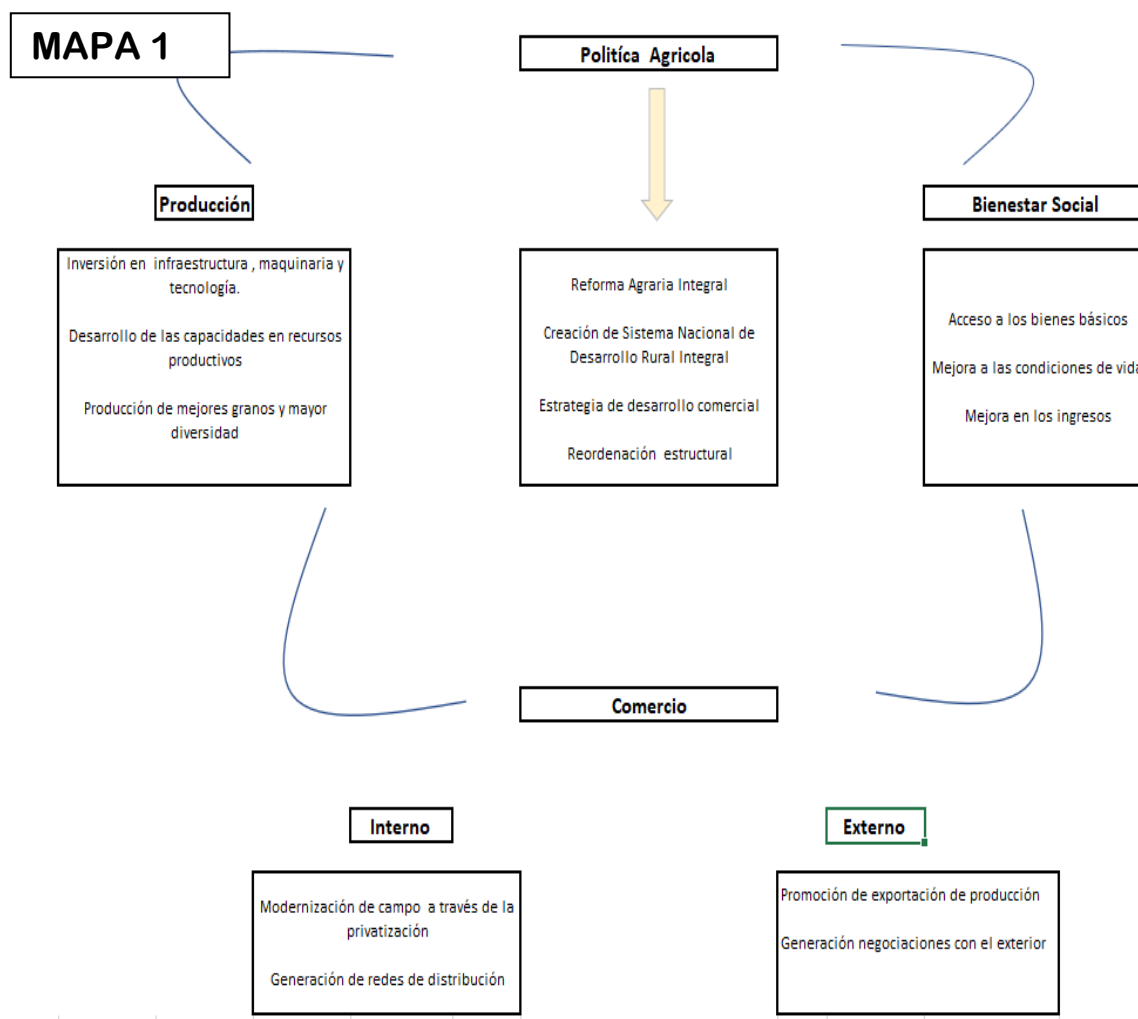 MAPA 1
Politíca Agricola
Producción
Bienestar Social
Inversión en infraestructura , maquinaria y
tecnología.
Desarrollo de las capacidades en recursos
productivos
Producción de mejores granos y mayor
diversidad
Reforma Agraria Integral
Creación de Sistema Nacional de
Desarrollo Rural Integral
Estrategia de desarrollo comercial
Reordenación estructural
Acceso a los bienes básicos
Mejora a las condiciones de vida
Mejora en los ingresos
Comercio
Interno
Externo
Modernización de campo a través de la
privatización
Generación de redes de distribución
Promoción de exportación de producción
Generación negociaciones con el exterior